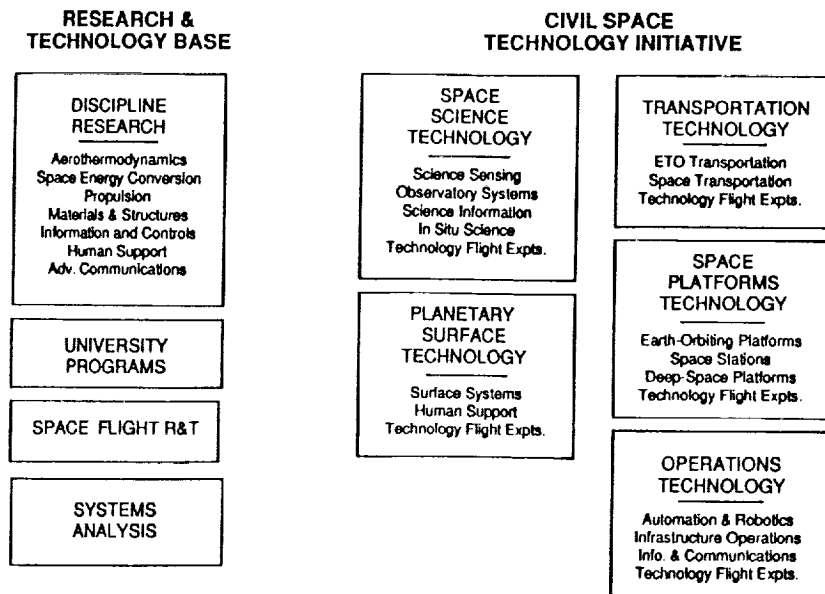 RESEARCH &
TECHNOLOGY BASE
DISCIPLINE
RESEARCH
Aerothermodynamics
Space Energy Conversion
Propulsion
Materials & Structures
Information and Controls
Human Support
Adv. Communications
UNIVERSITY
PROGRAMS
SPACE FLIGHT R&T
SYSTEMS
ANALYSIS
CIVIL SPACE
TECHNOLOGY INITIATIVE
SPACE
SCIENCE
TECHNOLOGY
Science Sensing
Observatory Systems
Science Information
In Situ Science
Technology Flight Expts.
PLANETARY
SURFACE
TECHNOLOGY
Surface Systems
Human Support
Technology Flight Expts.
TRANSPORTATION
TECHNOLOGY
ETO Transportation
Space Transportation
Technology Flight Expts.
SPACE
PLATFORMS
TECHNOLOGY
Earth-Orbiting Platforms
Space Stations
Deep-Space Platforms
Technology Flight Expts.
OPERATIONS
TECHNOLOGY
Automation & Robotics
Infrastructure Operations
Info. & Communications
Technology Flight Expts.